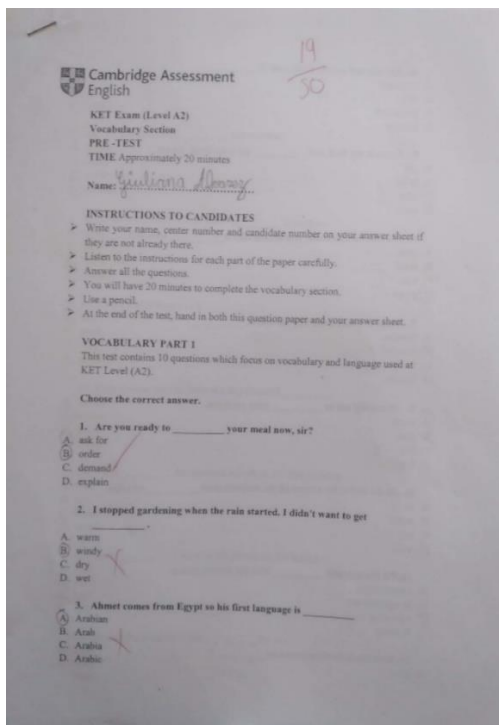 19
50
Cambridge Assessment
English
KET Exam (Level A2)
Vocabulary Section
PRE -TEST
TIME Approximately 20 minutes
Name: Giuliana
INSTRUCTIONS TO CANDIDATES
➢ Write your name, center number and candidate number on your answer sheet if
they are not already there.
➢ Listen to the instructions for each part of the paper carefully.
➢ Answer all the questions.
➢ You will have 20 minutes to complete the vocabulary section.
➢ Use a pencil.
➢ At the end of the test, hand in both this question paper and your answer sheet.
VOCABULARY PART 1
This test contains 10 questions which focus on vocabulary and language used at
KET Level (A2).
Choose the correct answer.
1. Are you ready to ________ your meal now, sir?
A. ask for
B. order
C. demand
D. explain
2. I stopped gardening when the rain started. I didn't want to get
________ .
A. warm
B. windy
C. dry
D. wet
3. Ahmet comes from Egypt so his first language is ________
A. Arabian
B. Arab
C. Arabia
D. Arabic